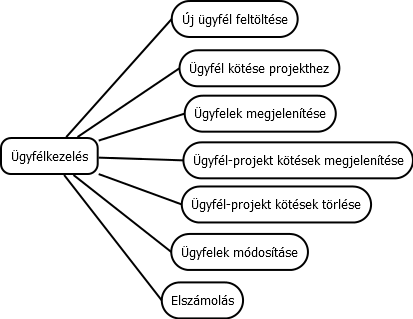 Új ügyfél feltöltése
Ügyfél kötése projekthez
Ügyfelek megjelenítése
Ügyfélkezelés
Ügyfél-projekt kötések megjelenítése
Ügyfél-projekt kötések törlése
Ügyfelek módosításe
Elszámolás